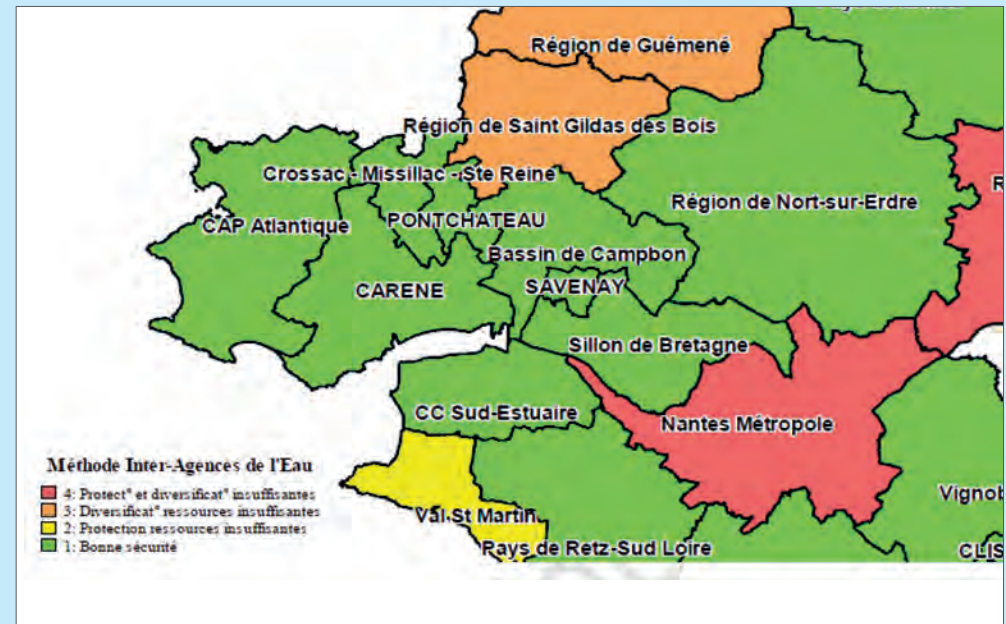 Région de Guémené
Région de Saint Gildas des Bois
Crossac - Missillac - Ste Reine
Région de Nort-sur-Erdre
CAP Atlantique
PONTCHATEAU
Bassin de Campbon
CARENE
SAVENAY
Sillon de Bretagne
CC Sud-Estuaire
Nantes Métropole
Val St Martin
Pays de Retz-Sud Loire
Méthode Inter-Agences de l'Eau
4: Protect° et diversificat° insuffisantes
3: Diversificat° ressources insuffisantes
2: Protection ressources insuffisantes
1: Bonne sécurité